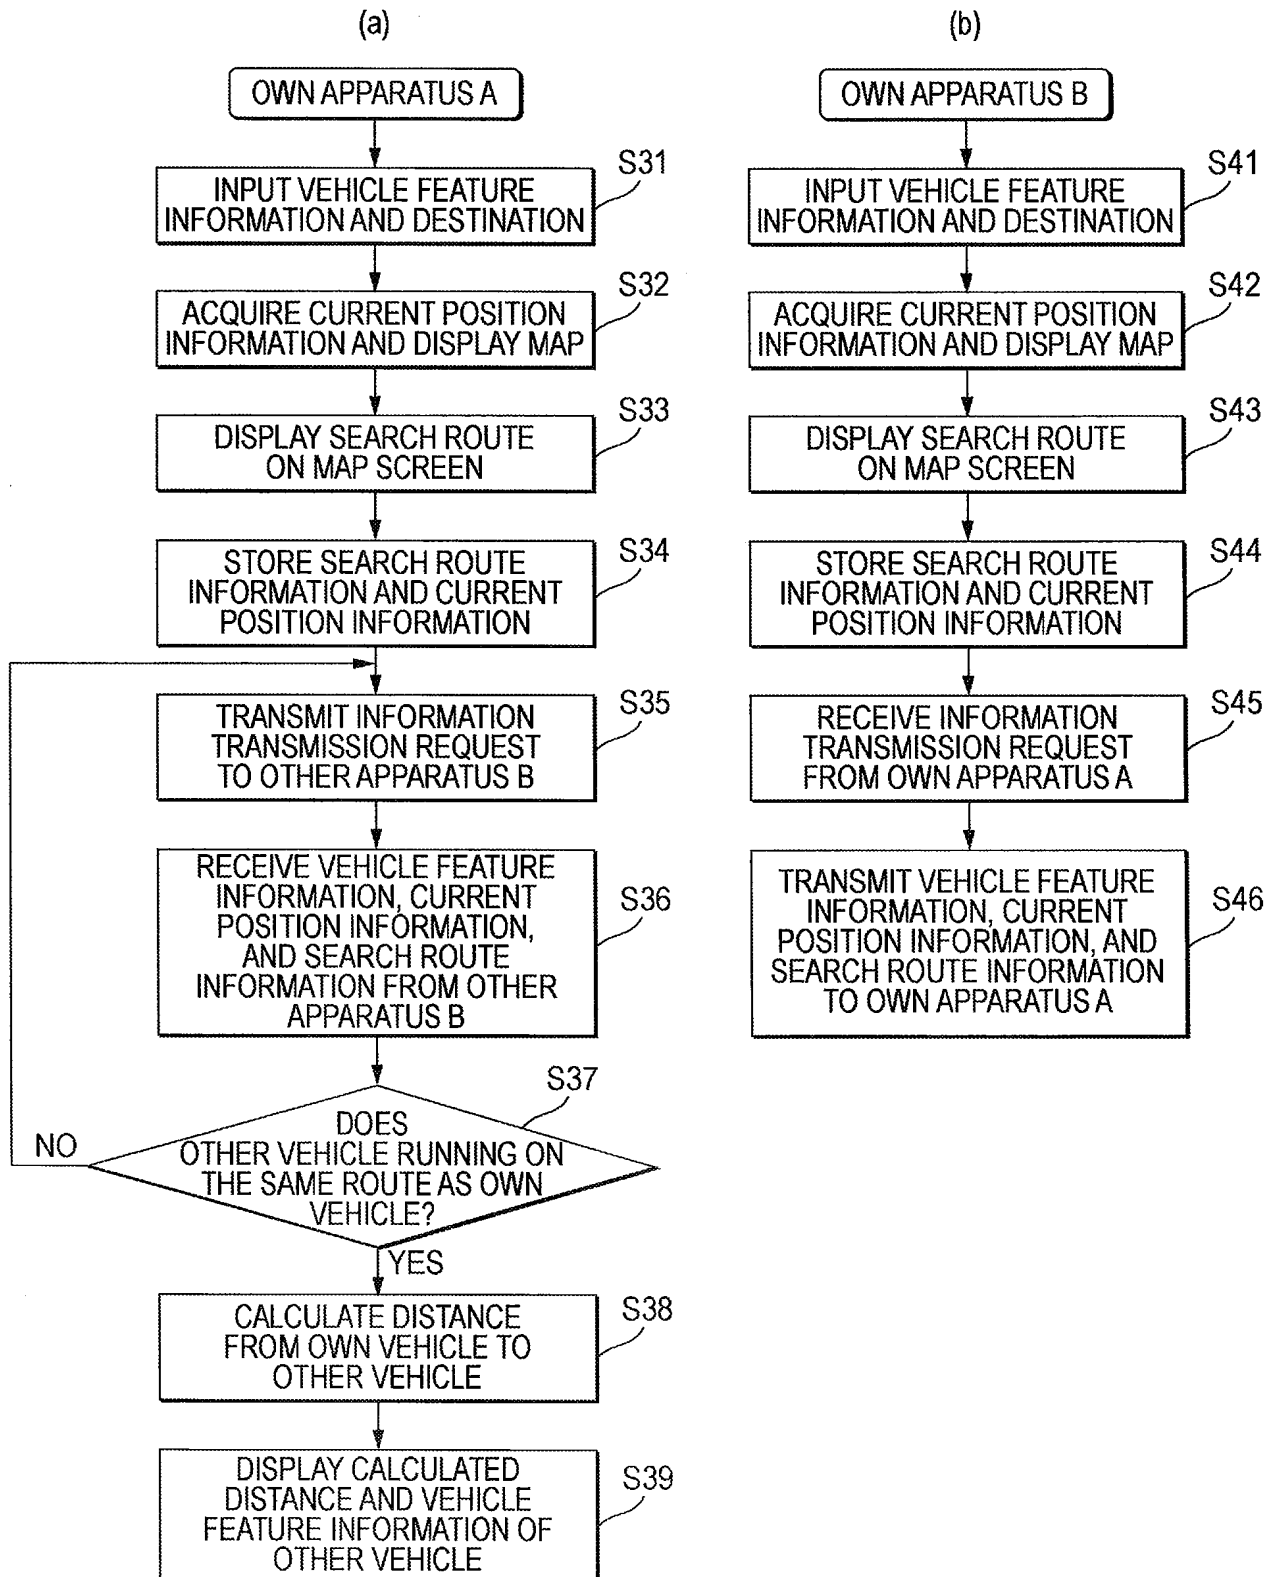 (a)
OWN APPARATUS A
S31
INPUT VEHICLE FEATURE
INFORMATION AND DESTINATION
S32
ACQUIRE CURRENT POSITION
INFORMATION AND DISPLAY MAP
S33
DISPLAY SEARCH ROUTE
ON MAP SCREEN
S34
STORE SEARCH ROUTE
INFORMATION AND CURRENT
POSITION INFORMATION
S35
TRANSMIT INFORMATION
TRANSMISSION REQUEST
TO OTHER APPARATUS B
S36
RECEIVE VEHICLE FEATURE
INFORMATION, CURRENT
POSITION INFORMATION,
AND SEARCH ROUTE
INFORMATION FROM OTHER
APPARATUS B
S37
DOES
OTHER VEHICLE RUNNING ON
THE SAME ROUTE AS OWN
VEHICLE?
NO
YES
S38
CALCULATE DISTANCE
FROM OWN VEHICLE TO
OTHER VEHICLE
S39
DISPLAY CALCULATED
DISTANCE AND VEHICLE
FEATURE INFORMATION OF
OTHER VEHICLE
(b)
OWN APPARATUS B
S41
INPUT VEHICLE FEATURE
INFORMATION AND DESTINATION
S42
ACQUIRE CURRENT POSITION
INFORMATION AND DISPLAY MAP
S43
DISPLAY SEARCH ROUTE
ON MAP SCREEN
S44
STORE SEARCH ROUTE
INFORMATION AND CURRENT
POSITION INFORMATION
S45
RECEIVE INFORMATION
TRANSMISSION REQUEST
FROM OWN APPARATUS A
S46
TRANSMIT VEHICLE FEATURE
INFORMATION, CURRENT
POSITION INFORMATION, AND
SEARCH ROUTE INFORMATION
TO OWN APPARATUS A